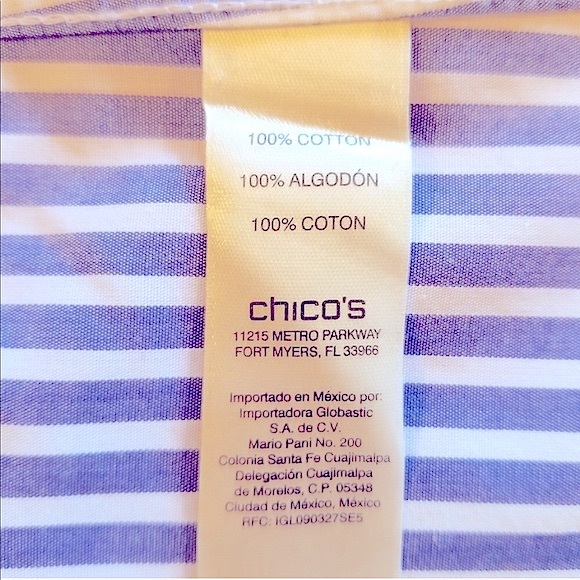 100% COTTON
100% ALGODÓN
100% COTON
chico's
11215 METRO PARKWAY
FORT MYERS, FL 33966
Importado en México por:
Importadora Globastic
S.A. de C.V.
Mario Pani No. 200
Colonia Santa Fe Cuajimalpa
Delegación Cuajimalpa
de Morelos, C.P. 05348
Ciudad de México, México
RFC: IGL090327SE5